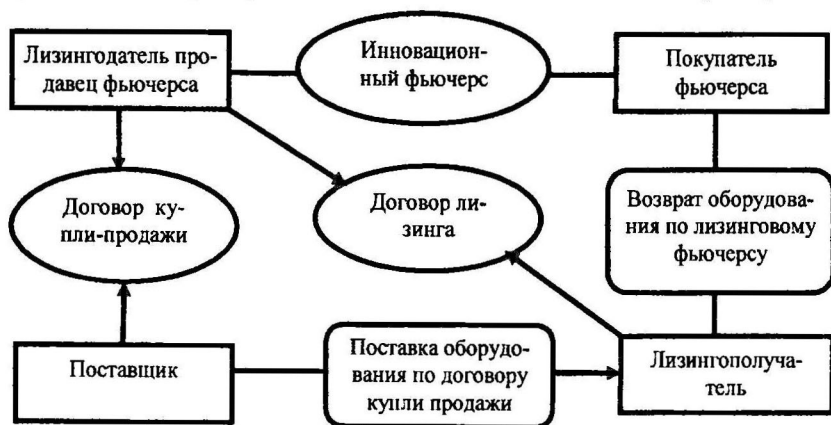 Лизингодатель про-
давец фьючерса
Инновацион-
ный фьючерс
Покупатель
фьючерса
Договор ку-
пли-продажи
Договор ли-
зинга
Возврат оборудова-
ния по лизинговому
фьючерсу
Поставщик
Поставка оборудо-
вания по договору
купли продажи
Лизингополуча-
тель